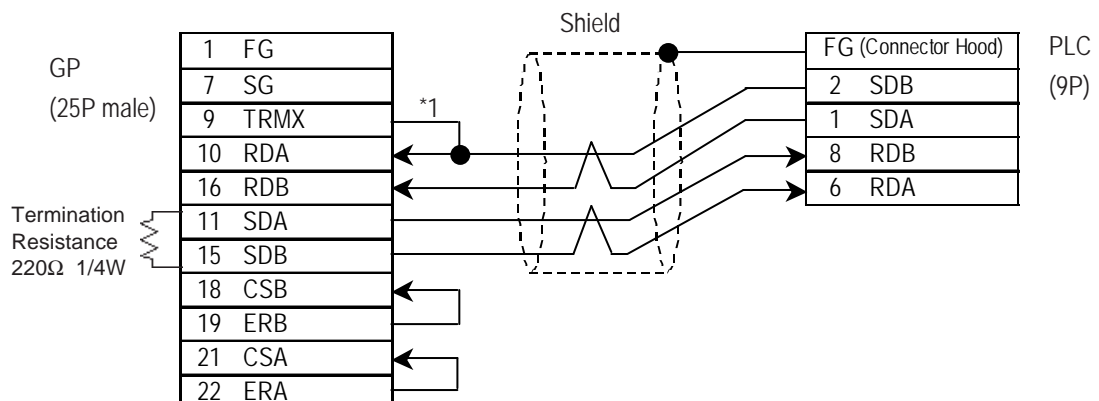 Shield
GP
(25P male)
1 FG
7 SG
9 TRMX
10 RDA
16 RDB
11 SDA
15 SDB
18 CSB
19 ERB
21 CSA
22 ERA
*1
Termination
Resistance
220Ω 1/4W
FG (Connector Hood)
2 SDB
1 SDA
8 RDB
6 RDA
PLC
(9P)